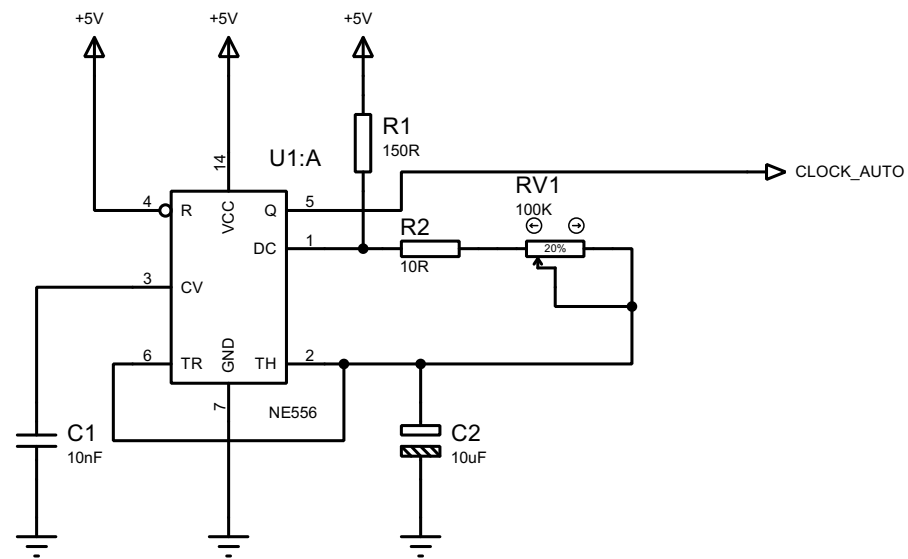 +5V
+5V
+5V
R1
150R
U1:A
14
CLOCK_AUTO
RV1
100K
4
R
VCC
Q
5
R2
10R
20%
DC
1
3
CV
6
TR
GND
TH
2
7
NE556
C1
10nF
C2
10uF